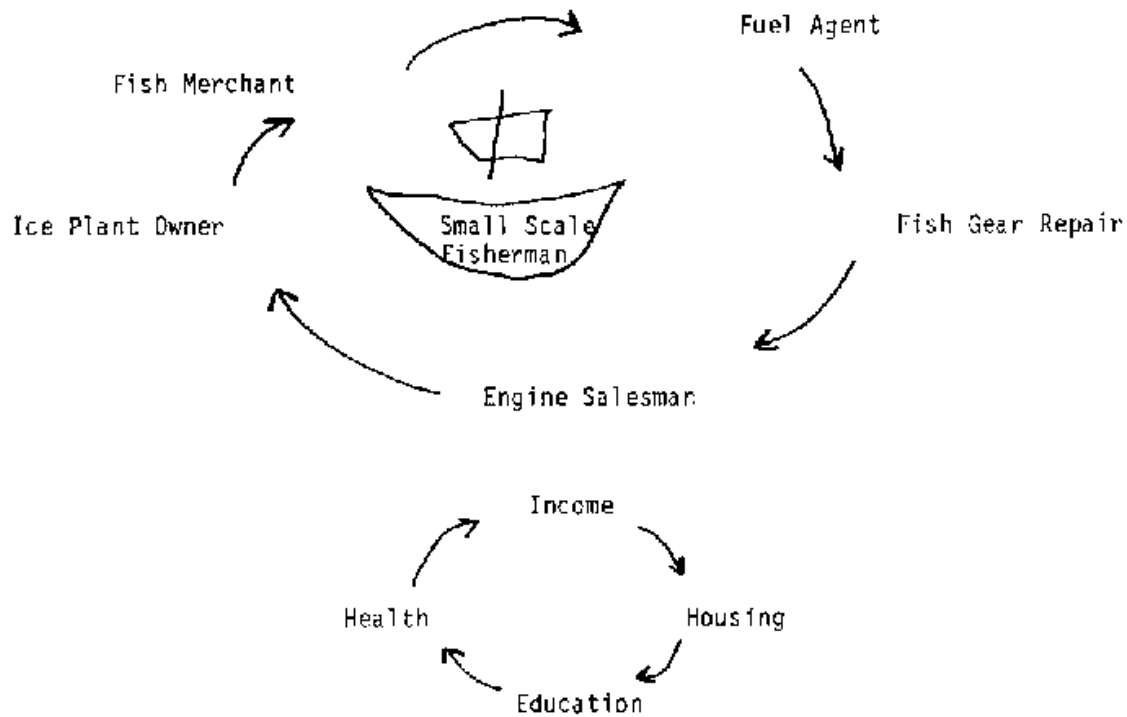 Fuel Agent
Fish Merchant
Ice Plant Owner
Small Scale
Fisherman
Fish Gear Repair
Engine Salesman
Income
Health
Housing
Education